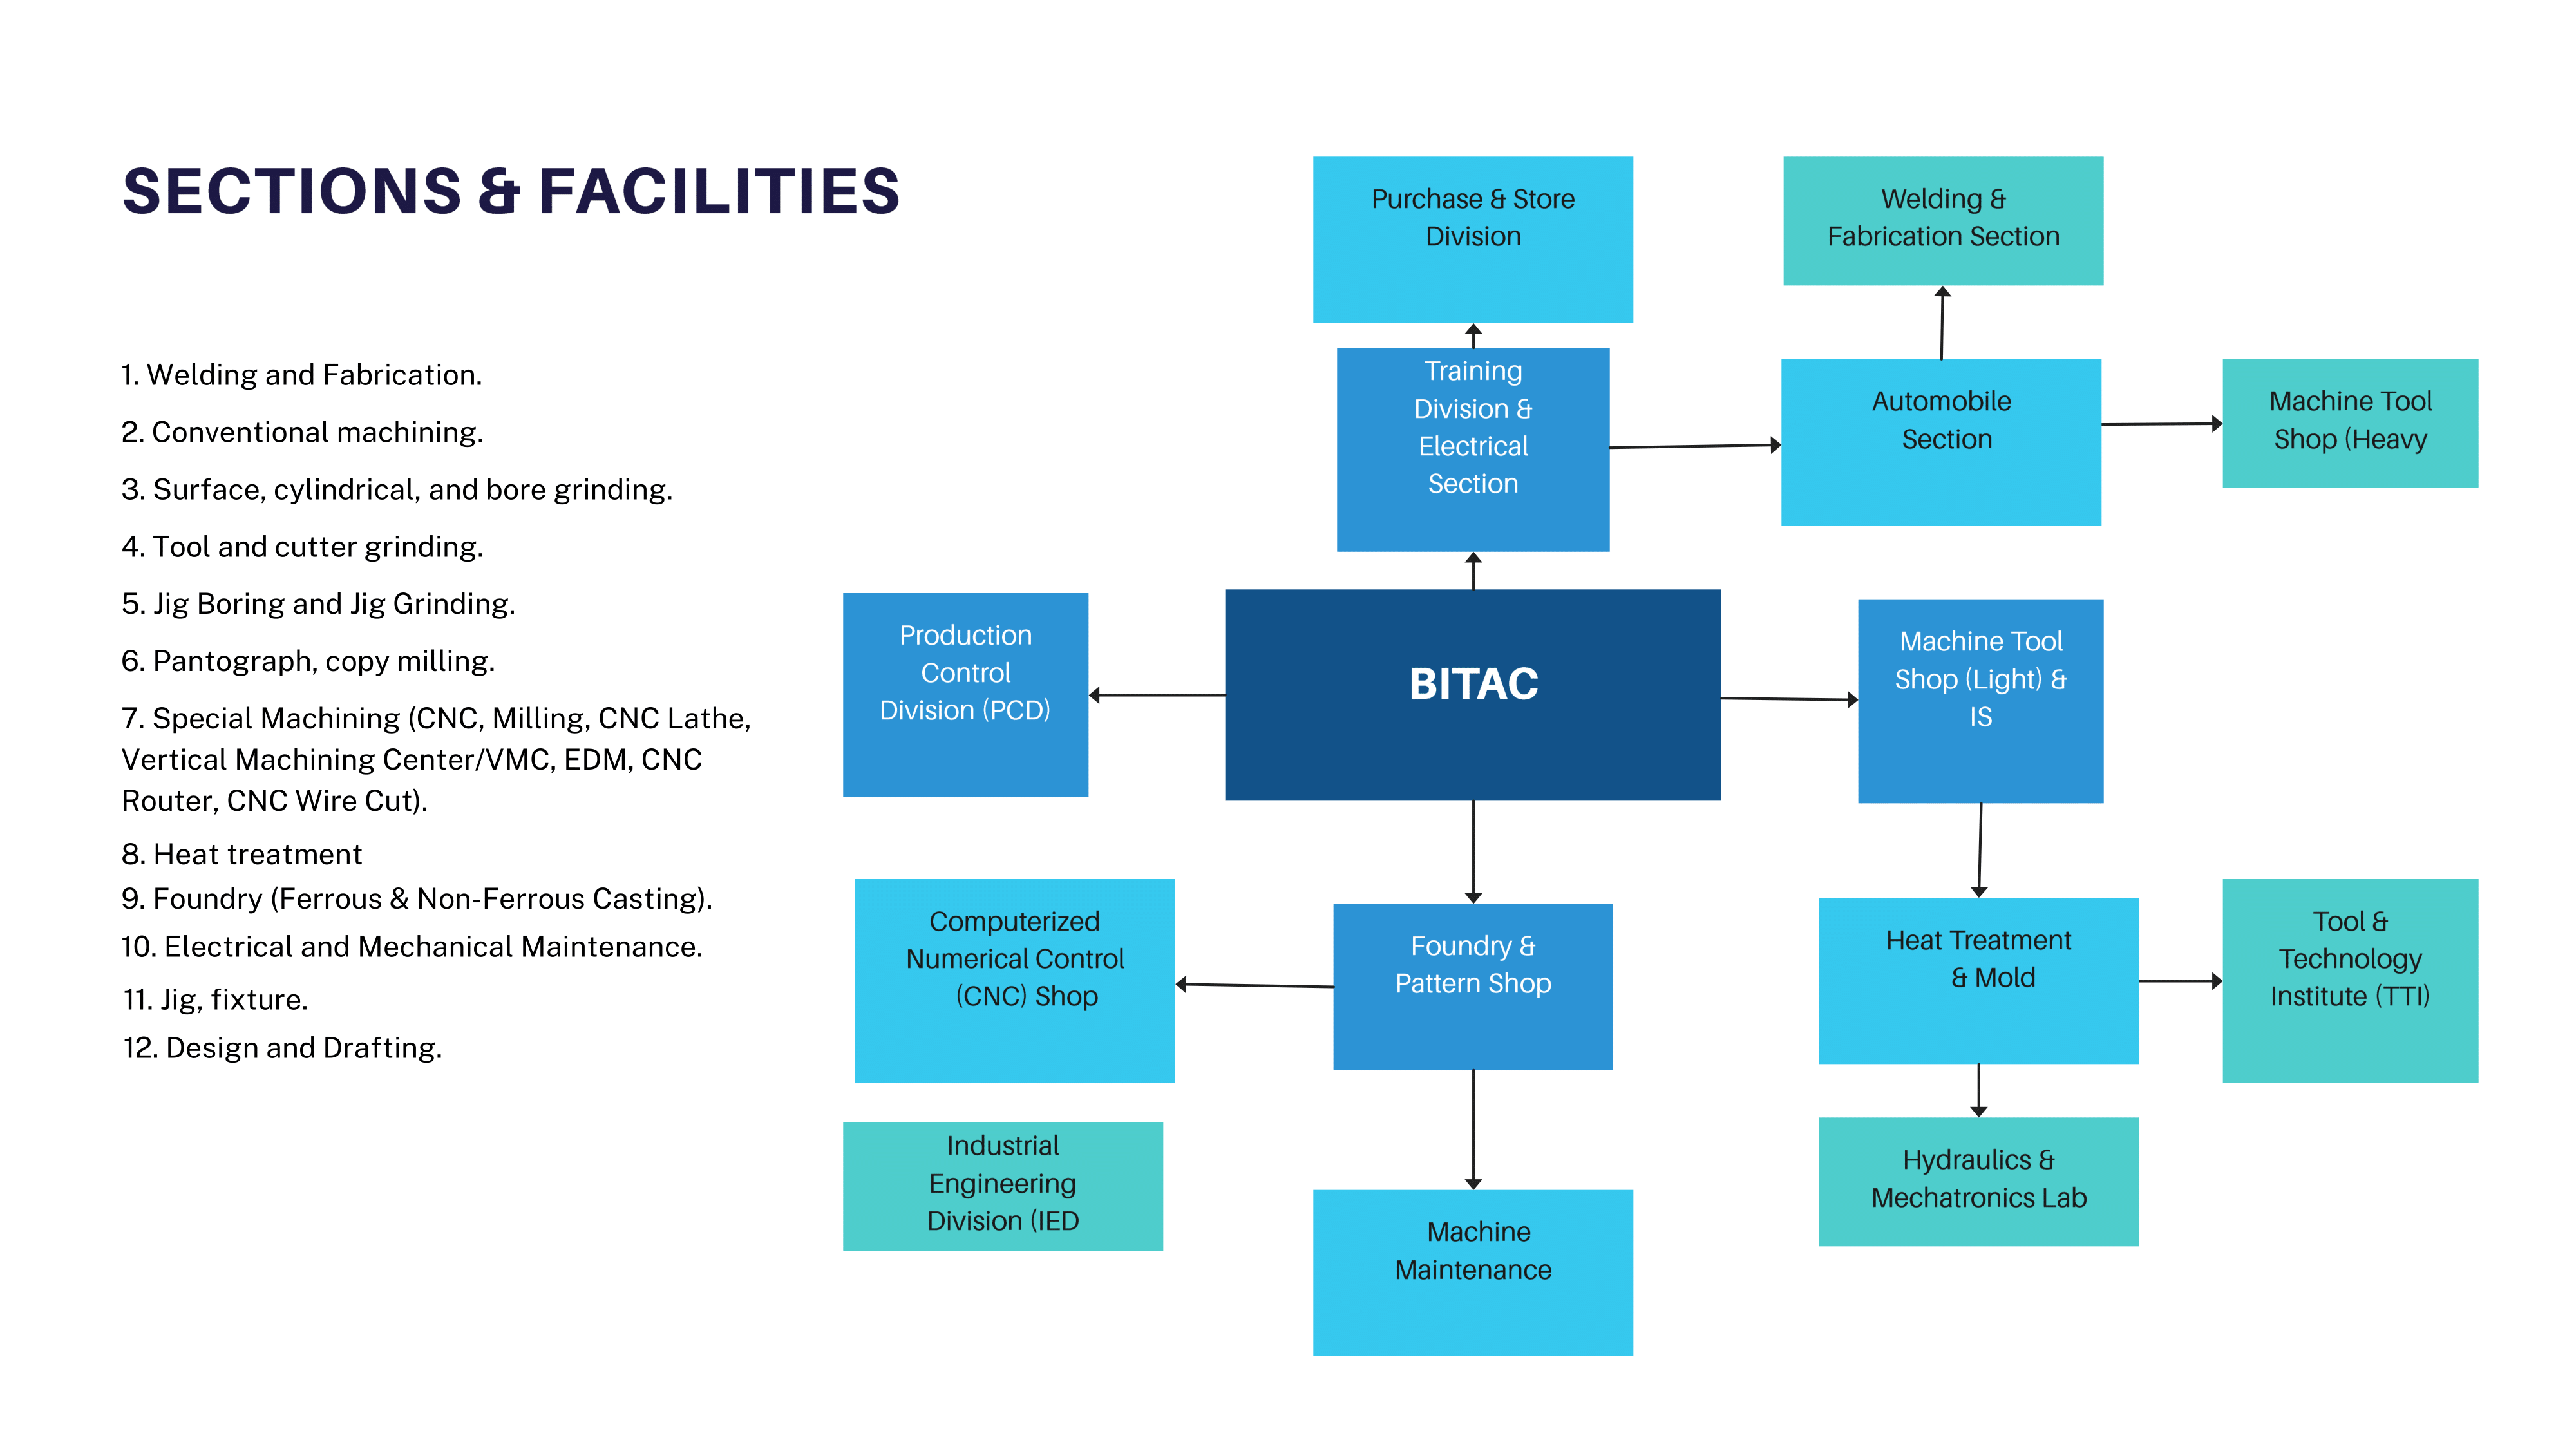 SECTIONS & FACILITIES
1. Welding and Fabrication.
2. Conventional machining.
3. Surface, cylindrical, and bore grinding.
4. Tool and cutter grinding.
5. Jig Boring and Jig Grinding.
6. Pantograph, copy milling.
7. Special Machining (CNC, Milling, CNC Lathe,
Vertical Machining Center/VMC, EDM, CNC
Router, CNC Wire Cut).
8. Heat treatment
9. Foundry (Ferrous & Non-Ferrous Casting).
10. Electrical and Mechanical Maintenance.
11. Jig, fixture.
12. Design and Drafting.
Purchase & Store
Division
Welding &
Fabrication Section
Training
Division &
Electrical
Section
Automobile
Section
Machine Tool
Shop (Heavy
Production
Control
Division (PCD)
BITAC
Machine Tool
Shop (Light) &
IS
Computerized
Numerical Control
(CNC) Shop
Foundry &
Pattern Shop
Heat Treatment
& Mold
Tool &
Technology
Institute (TTI)
Industrial
Engineering
Division (IED
Machine
Maintenance
Hydraulics &
Mechatronics Lab